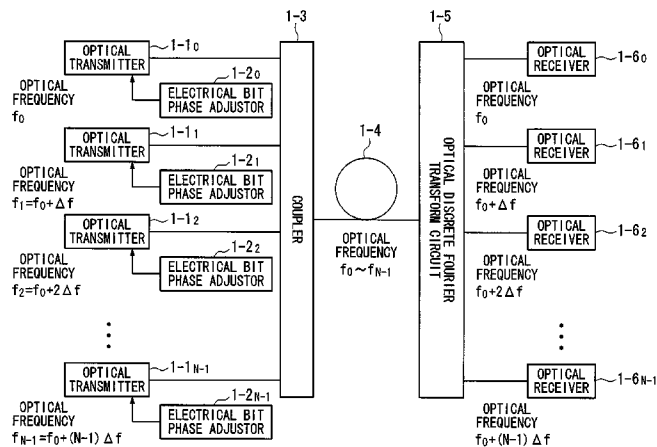 1-3
1-5
OPTICAL
TRANSMITTER
1-1₀
OPTICAL
FREQUENCY
f₀
1-2₀
ELECTRICAL BIT
PHASE ADJUSTOR
OPTICAL
TRANSMITTER
1-1₁
OPTICAL
FREQUENCY
f₁=f₀+Δf
1-2₁
ELECTRICAL BIT
PHASE ADJUSTOR
OPTICAL
TRANSMITTER
1-1₂
OPTICAL
FREQUENCY
f₂=f₀+2Δf
1-2₂
ELECTRICAL BIT
PHASE ADJUSTOR
OPTICAL
TRANSMITTER
1-1N-1
OPTICAL
FREQUENCY
fN-1=f₀+(N-1)Δf
1-2N-1
ELECTRICAL BIT
PHASE ADJUSTOR
COUPLER
1-4
OPTICAL
FREQUENCY
f₀~fN-1
OPTICAL DISCRETE FOURIER
TRANSFORM CIRCUIT
OPTICAL
RECEIVER
1-6₀
OPTICAL
FREQUENCY
f₀
OPTICAL
RECEIVER
1-6₁
OPTICAL
FREQUENCY
f₀+Δf
OPTICAL
RECEIVER
1-6₂
OPTICAL
FREQUENCY
f₀+2Δf
OPTICAL
RECEIVER
1-6N-1
OPTICAL
FREQUENCY
f₀+(N-1)Δf